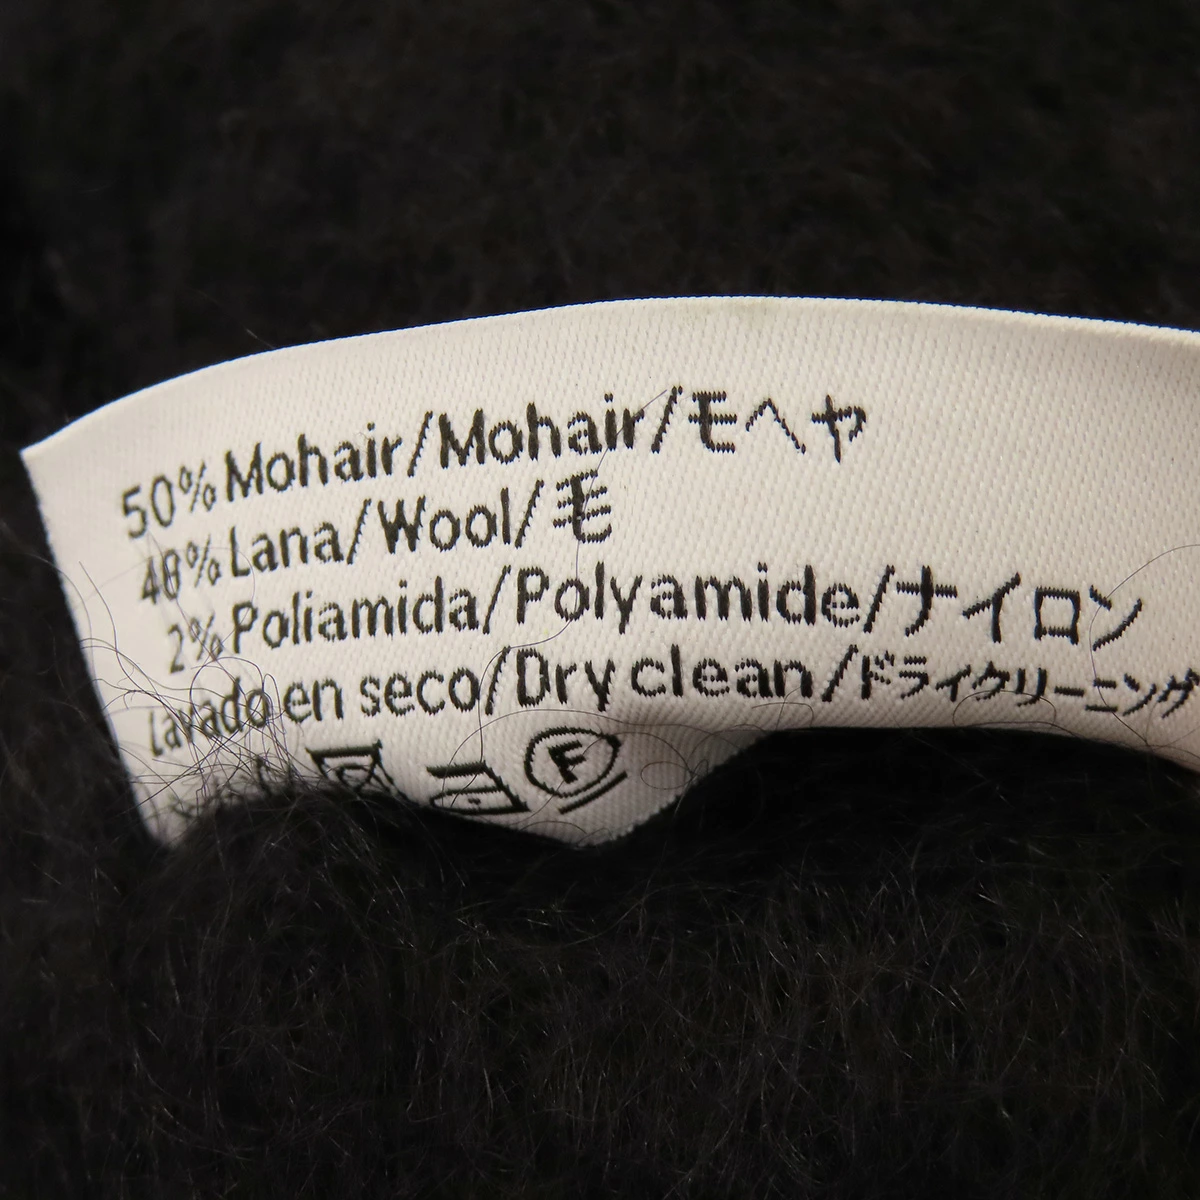 50% Mohair/Mohair/モヘヤ
48% Lana/Wool/毛
2% Poliamida/Polyamide/ナイロン
Lavado en seco/Dry clean/ドライクリーニング
F